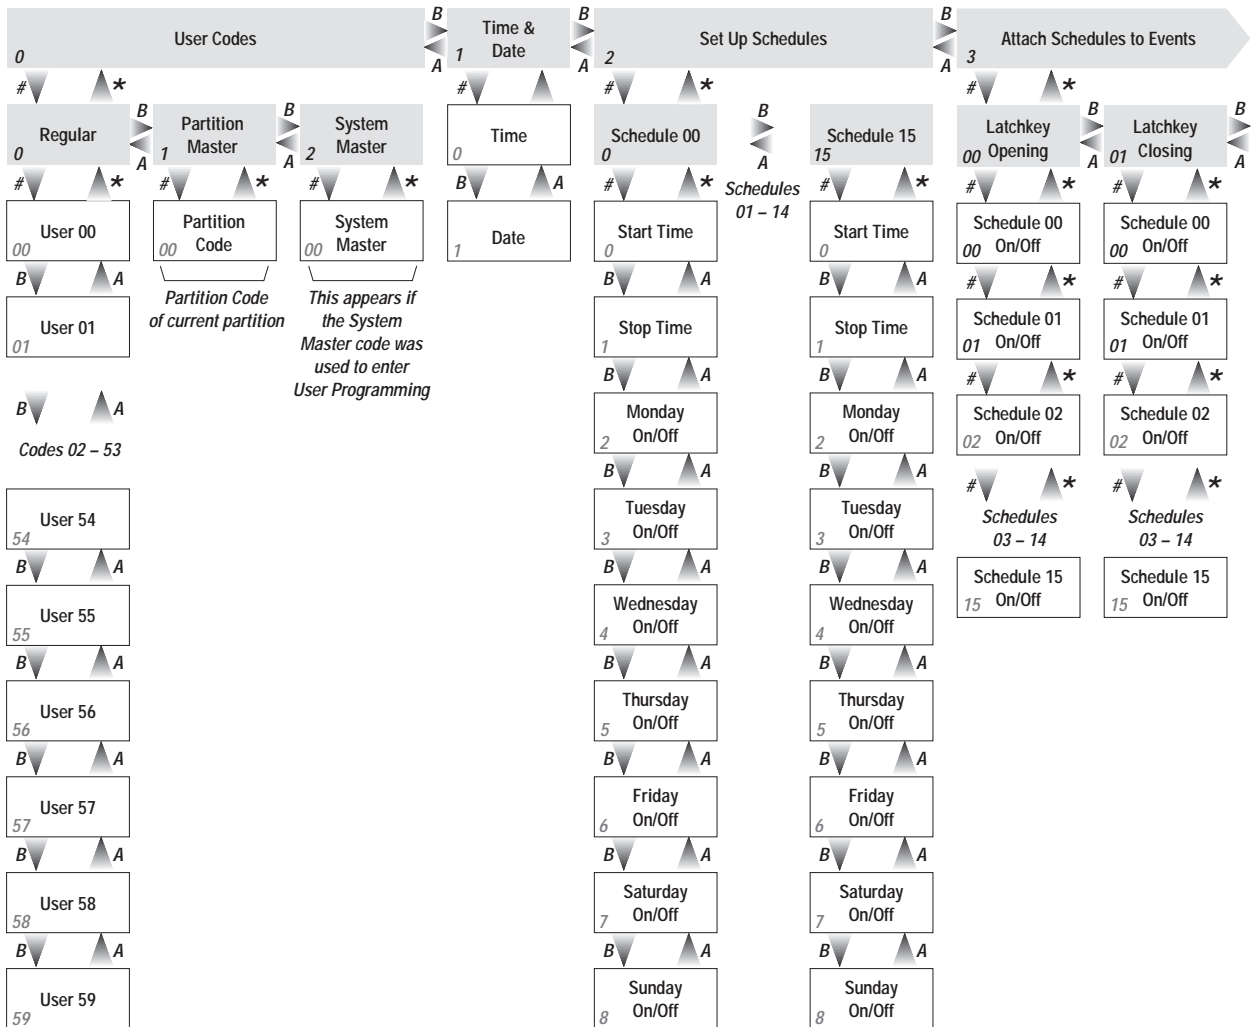 0 User Codes
B
A
1 Time &
Date
B
A
2 Set Up Schedules
B
A
3 Attach Schedules to Events
# *
#
# *
# *
0 Regular
B
A
1 Partition
Master
B
A
2 System
Master
# *
# *
# *
00 User 00
B A
01 User 01
B A
Codes 02 – 53
54 User 54
B A
55 User 55
B A
56 User 56
B A
57 User 57
B A
58 User 58
B A
59 User 59
00 Partition
Code
Partition Code
of current partition
00 System
Master
This appears if
the System
Master code was
used to enter
User Programming
0 Time
B A
1 Date
0 Schedule 00
# *
0 Start Time
B A
1 Stop Time
B A
2 Monday
On/Off
B A
3 Tuesday
On/Off
B A
4 Wednesday
On/Off
B A
5 Thursday
On/Off
B A
6 Friday
On/Off
B A
7 Saturday
On/Off
B A
8 Sunday
On/Off
B
A
Schedules
01 – 14
15 Schedule 15
# *
0 Start Time
B A
1 Stop Time
B A
2 Monday
On/Off
B A
3 Tuesday
On/Off
B A
4 Wednesday
On/Off
B A
5 Thursday
On/Off
B A
6 Friday
On/Off
B A
7 Saturday
On/Off
B A
8 Sunday
On/Off
00 Latchkey
Opening
B
A
# *
00 Schedule 00
On/Off
# *
01 Schedule 01
On/Off
# *
02 Schedule 02
On/Off
# *
Schedules
03 – 14
15 Schedule 15
On/Off
01 Latchkey
Closing
B
A
# *
00 Schedule 00
On/Off
# *
01 Schedule 01
On/Off
# *
02 Schedule 02
On/Off
# *
Schedules
03 – 14
15 Schedule 15
On/Off